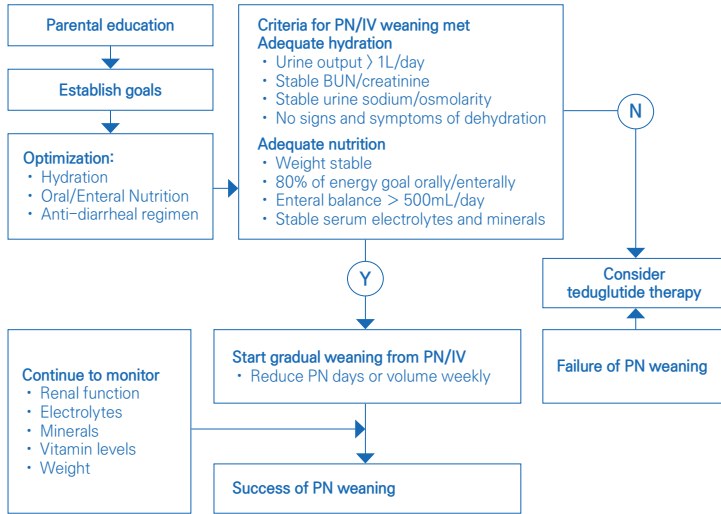 Parental education
Establish goals
Optimization:
• Hydration
• Oral/Enteral Nutrition
• Anti-diarrheal regimen
Criteria for PN/IV weaning met
Adequate hydration
• Urine output > 1L/day
• Stable BUN/creatinine
• Stable urine sodium/osmolarity
• No signs and symptoms of dehydration
Adequate nutrition
• Weight stable
• 80% of energy goal orally/enterally
• Enteral balance > 500mL/day
• Stable serum electrolytes and minerals
N
Y
Consider
teduglutide therapy
Failure of PN weaning
Start gradual weaning from PN/IV
• Reduce PN days or volume weekly
Continue to monitor
• Renal function
• Electrolytes
• Minerals
• Vitamin levels
• Weight
Success of PN weaning